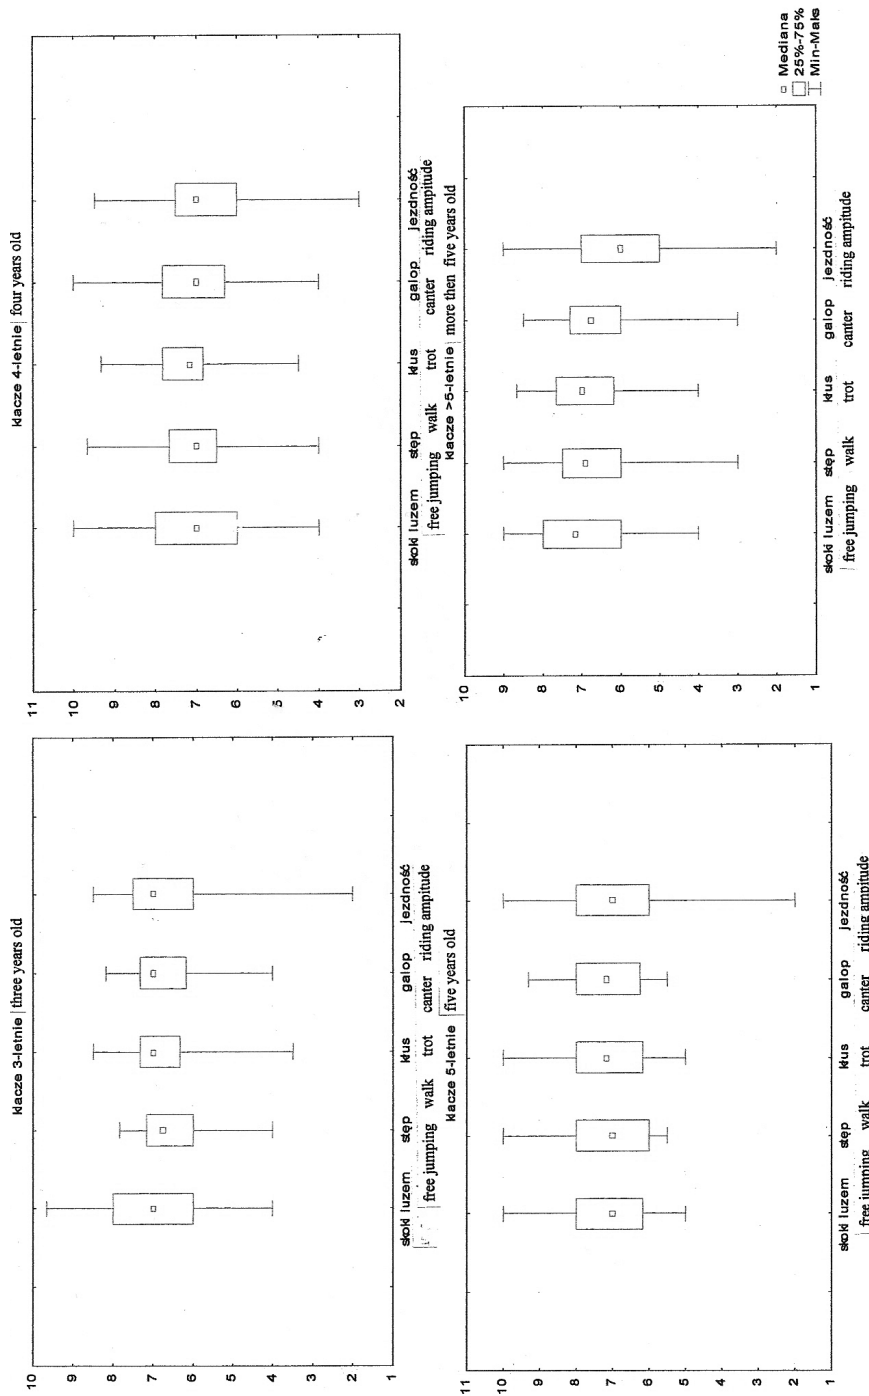 klacze 3-letnie | three years old
10
9
8
7
6
5
4
3
2
1
skoki luzem stęp kłus galop jezdność
free jumping walk trot canter riding ampitude
klacze 4-letnie | four years old
11
10
9
8
7
6
5
4
3
2
skoki luzem stęp kłus galop jezdność
free jumping walk trot canter riding ampitude
klacze 5-letnie | five years old
10
9
8
7
6
5
4
3
2
1
skoki luzem stęp kłus galop jezdność
free jumping walk trot canter riding ampitude
klacze >5-letnie | more then five years old
10
9
8
7
6
5
4
3
2
1
skoki luzem stęp kłus galop jezdność
free jumping walk trot canter riding ampitude
Mediana
25%-75%
Min-Maks